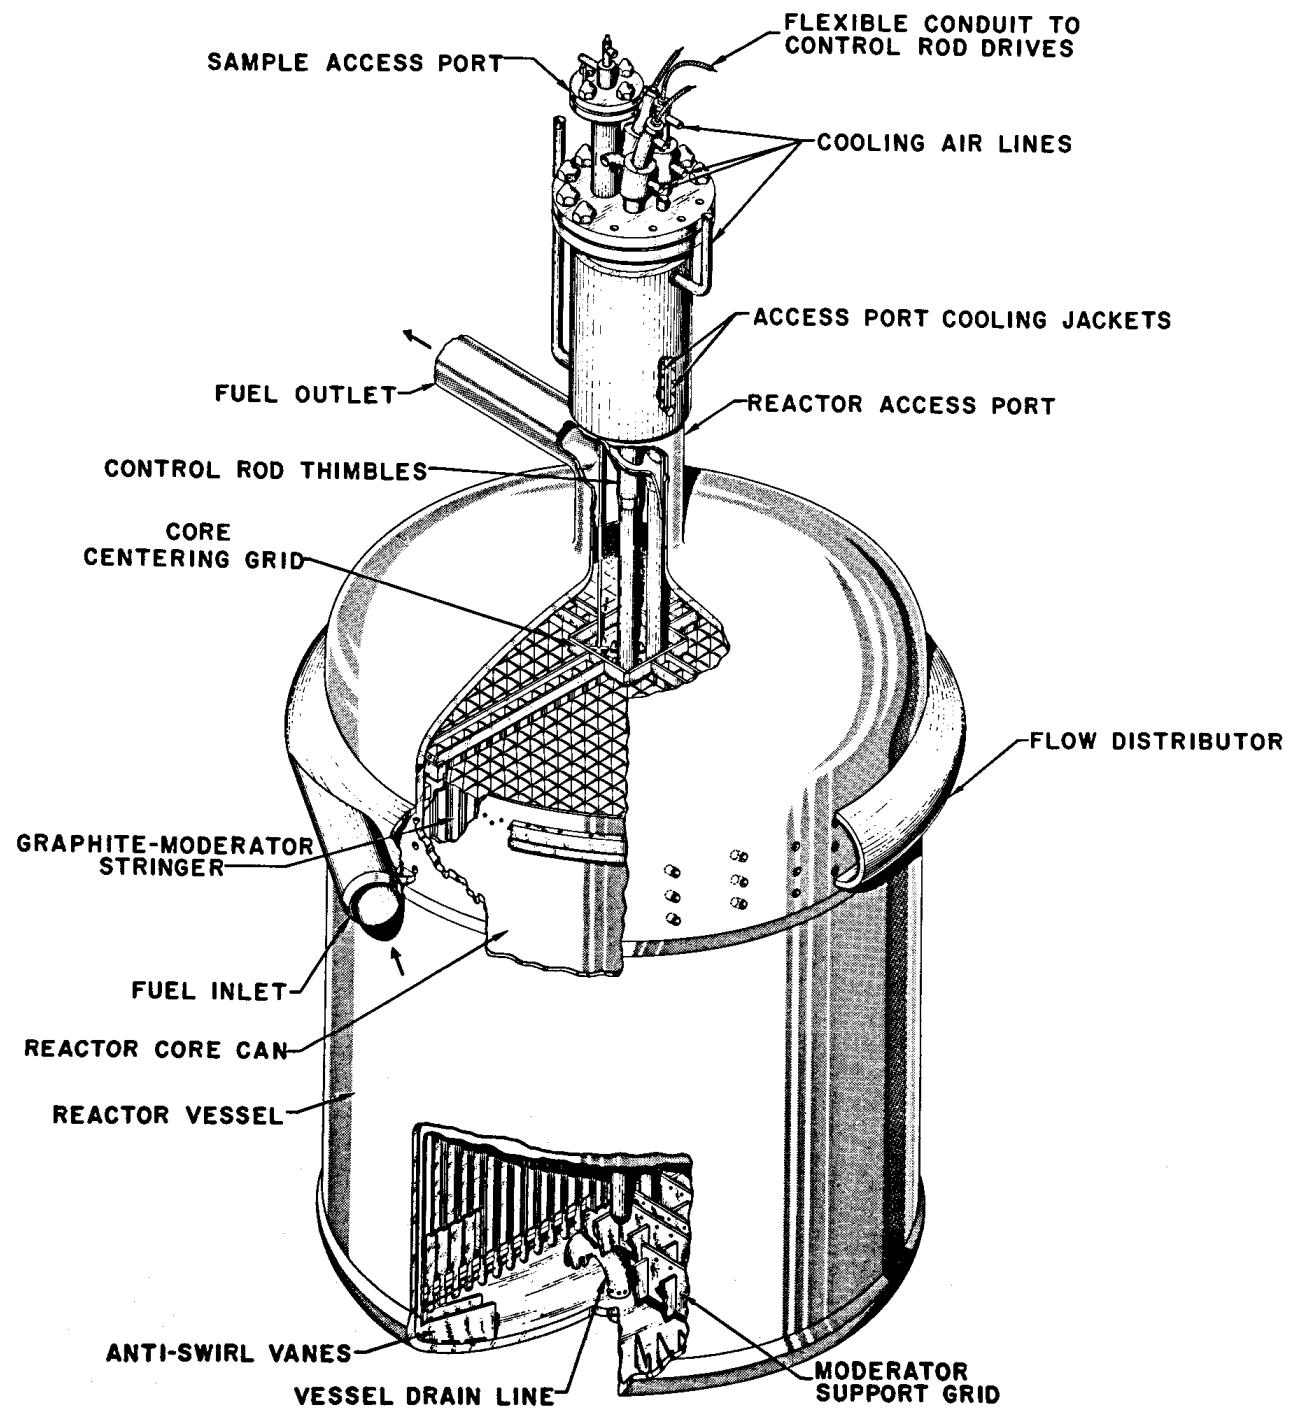 FLEXIBLE CONDUIT TO
CONTROL ROD DRIVES
SAMPLE ACCESS PORT
COOLING AIR LINES
ACCESS PORT COOLING JACKETS
FUEL OUTLET
REACTOR ACCESS PORT
CONTROL ROD THIMBLES
CORE
CENTERING GRID
FLOW DISTRIBUTOR
GRAPHITE-MODERATOR
STRINGER
FUEL INLET
REACTOR CORE CAN
REACTOR VESSEL
ANTI-SWIRL VANES
VESSEL DRAIN LINE
MODERATOR
SUPPORT GRID